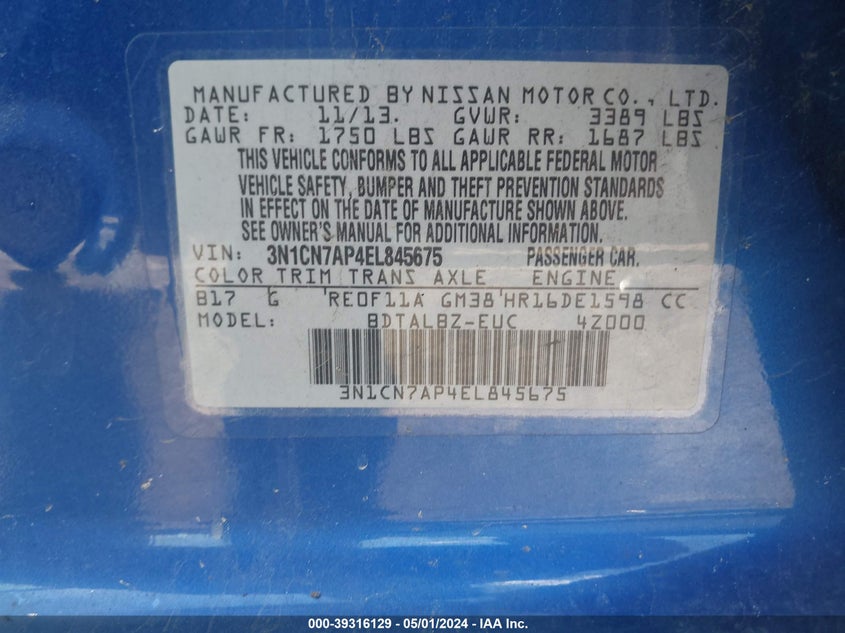 MANUFACTURED BY NISSAN MOTOR CO., LTD.
DATE: 11/13. GVWR: 3389 LBS
GAWR FR: 1750 LBS GAWR RR: 1687 LBS
THIS VEHICLE CONFORMS TO ALL APPLICABLE FEDERAL MOTOR
VEHICLE SAFETY, BUMPER AND THEFT PREVENTION STANDARDS
IN EFFECT ON THE DATE OF MANUFACTURE SHOWN ABOVE.
SEE OWNER'S MANUAL FOR ADDITIONAL INFORMATION.
VIN: 3N1CN7AP4EL845675 PASSENGER CAR.
COLOR TRIM TRANS AXLE ENGINE
B17 G RE0F11A GM38 HR16DE1598 CC
MODEL: BDTALBZ-EUC 4Z000
3N1CN7AP4EL845675
000-39316129 - 05/01/2024 - IAA Inc.